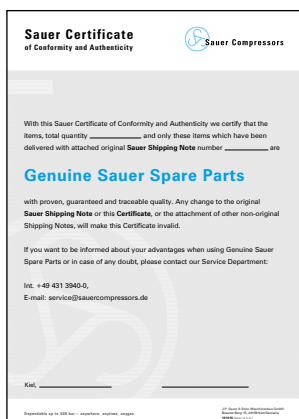 Sauer Certificate
of Conformity and Authenticity
Sauer Compressors
With this Sauer Certificate of Conformity and Authenticity we certify that the
items, total quantity and only these items which have been
delivered with attached original Sauer Shipping Note number are
Genuine Sauer Spare Parts
with proven, guaranteed and traceable quality. Any change to the original
Sauer Shipping Note or this Certificate, or the attachment of other non-original
Shipping Notes, will make this Certificate invalid.
If you want to be informed about your advantages when using Genuine Sauer
Spare Parts or in case of any doubt, please contact our Service Department:
Int. +49 431 3940-0,
E-mail: service@sauercompressors.de
Kiel,
Dependable up to 500 bar – anywhere, anytime, anygas.
J.P. Sauer & Sohn Maschinenbau GmbH